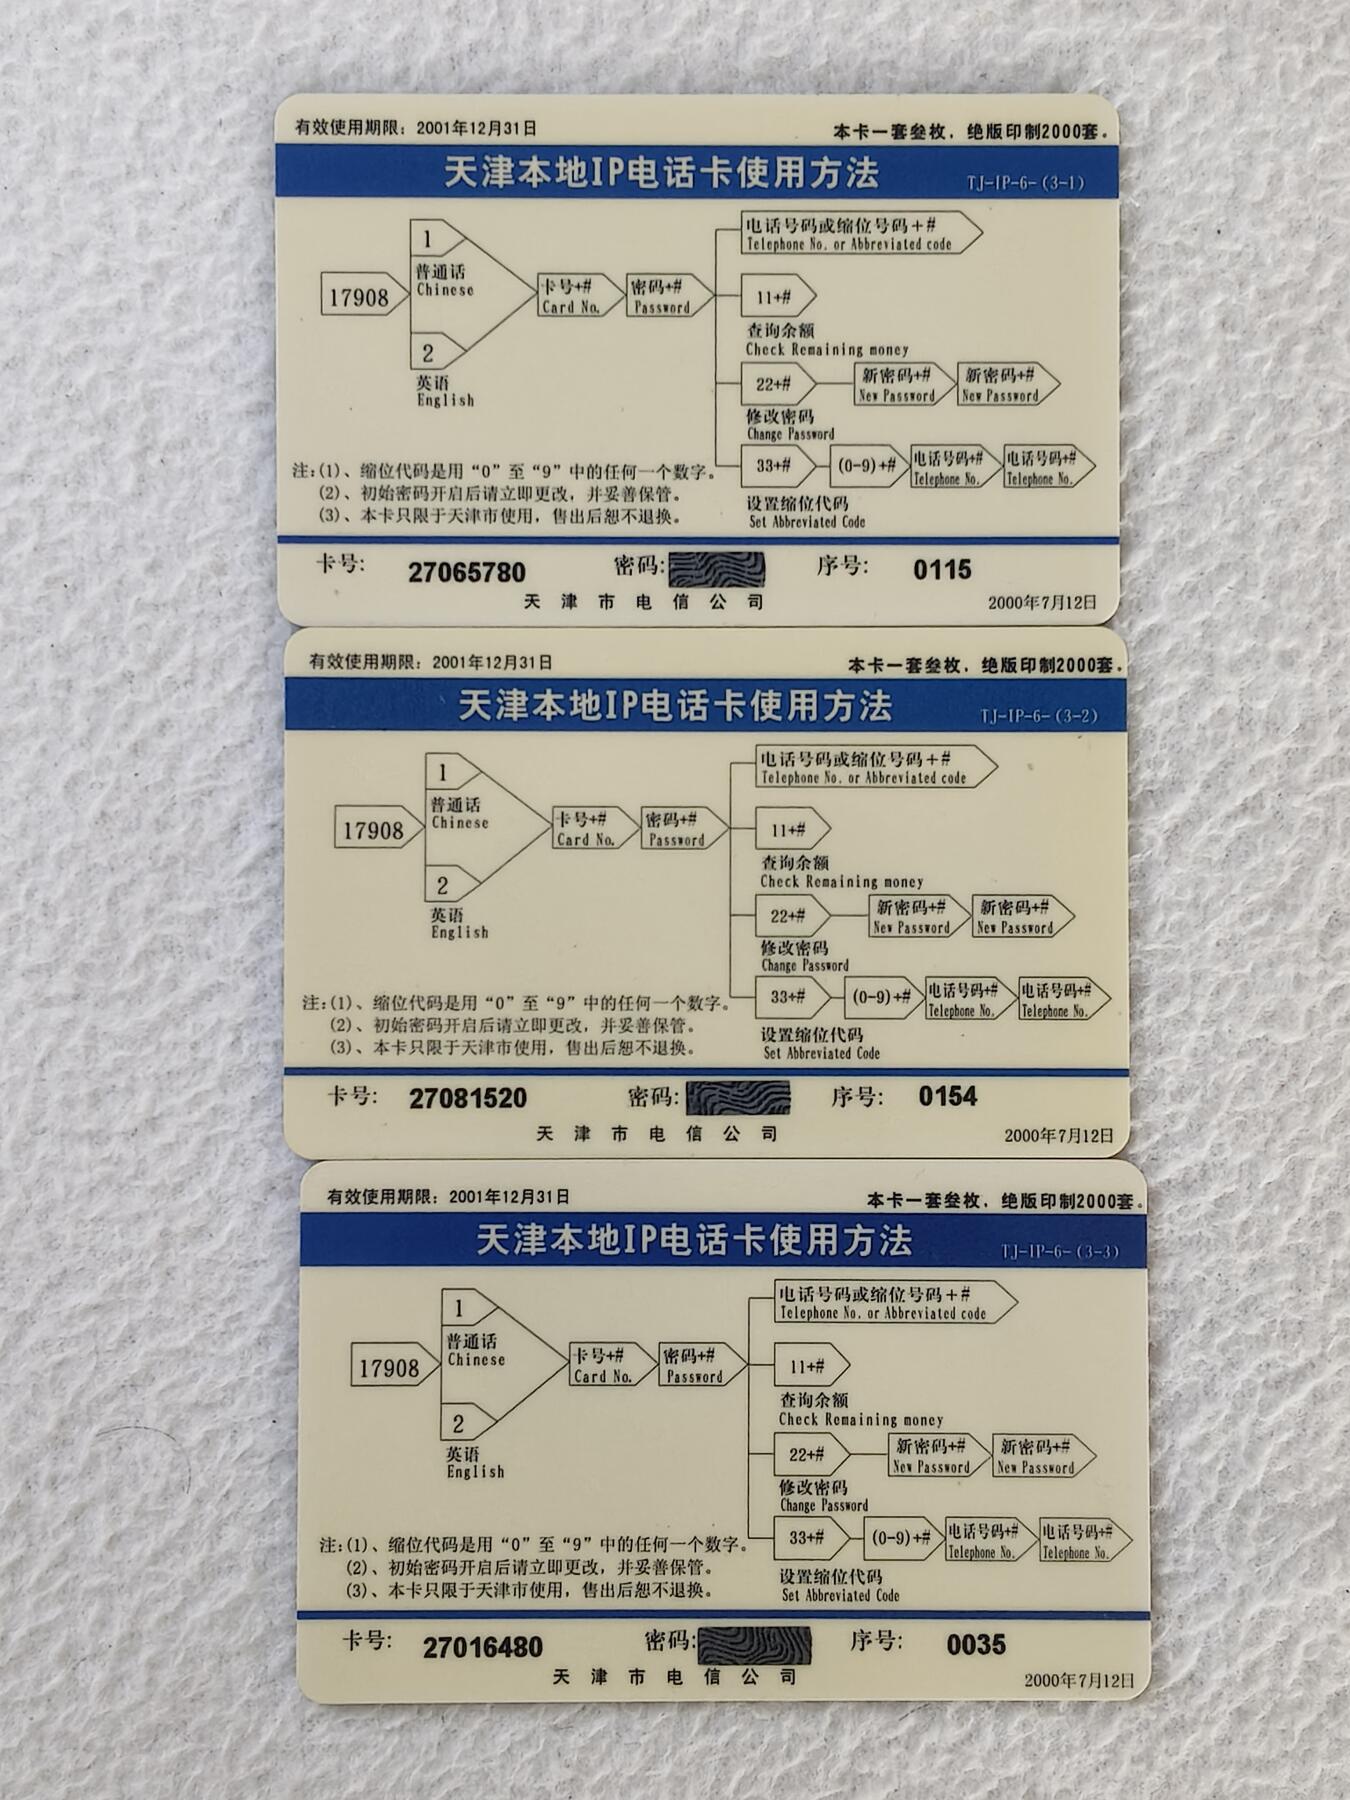 有效使用期限：2001年12月31日
本卡一套叁枚，绝版印制2000套。
天津本地IP电话卡使用方法
TJ-IP-6-(3-1)
17908
1
普通话
Chinese
2
英语
English
卡号+#
Card No.
密码+#
Password
电话号码或缩位号码+#
Telephone No. or Abbreviated code
11+#
查询余额
Check Remaining money
22+#
新密码+#
New Password
新密码+#
New Password
修改密码
Change Password
33+#
(0-9)+#
电话号码+#
Telephone No.
电话号码+#
Telephone No.
设置缩位代码
Set Abbreviated Code
注:(1)、缩位代码是用“0”至“9”中的任何一个数字。
(2)、初始密码开启后请立即更改，并妥善保管。
(3)、本卡只限于天津市使用，售出后恕不退换。
卡号: 27065780 密码: 序号: 0115
天津市电信公司
2000年7月12日
有效使用期限：2001年12月31日
本卡一套叁枚，绝版印制2000套。
天津本地IP电话卡使用方法
TJ-IP-6-(3-2)
17908
1
普通话
Chinese
2
英语
English
卡号+#
Card No.
密码+#
Password
电话号码或缩位号码+#
Telephone No. or Abbreviated code
11+#
查询余额
Check Remaining money
22+#
新密码+#
New Password
新密码+#
New Password
修改密码
Change Password
33+#
(0-9)+#
电话号码+#
Telephone No.
电话号码+#
Telephone No.
设置缩位代码
Set Abbreviated Code
注:(1)、缩位代码是用“0”至“9”中的任何一个数字。
(2)、初始密码开启后请立即更改，并妥善保管。
(3)、本卡只限于天津市使用，售出后恕不退换。
卡号: 27081520 密码: 序号: 0154
天津市电信公司
2000年7月12日
有效使用期限：2001年12月31日
本卡一套叁枚，绝版印制2000套。
天津本地IP电话卡使用方法
TJ-IP-6-(3-3)
17908
1
普通话
Chinese
2
英语
English
卡号+#
Card No.
密码+#
Password
电话号码或缩位号码+#
Telephone No. or Abbreviated code
11+#
查询余额
Check Remaining money
22+#
新密码+#
New Password
新密码+#
New Password
修改密码
Change Password
33+#
(0-9)+#
电话号码+#
Telephone No.
电话号码+#
Telephone No.
设置缩位代码
Set Abbreviated Code
注:(1)、缩位代码是用“0”至“9”中的任何一个数字。
(2)、初始密码开启后请立即更改，并妥善保管。
(3)、本卡只限于天津市使用，售出后恕不退换。
卡号: 27016480 密码: 序号: 0035
天津市电信公司
2000年7月12日